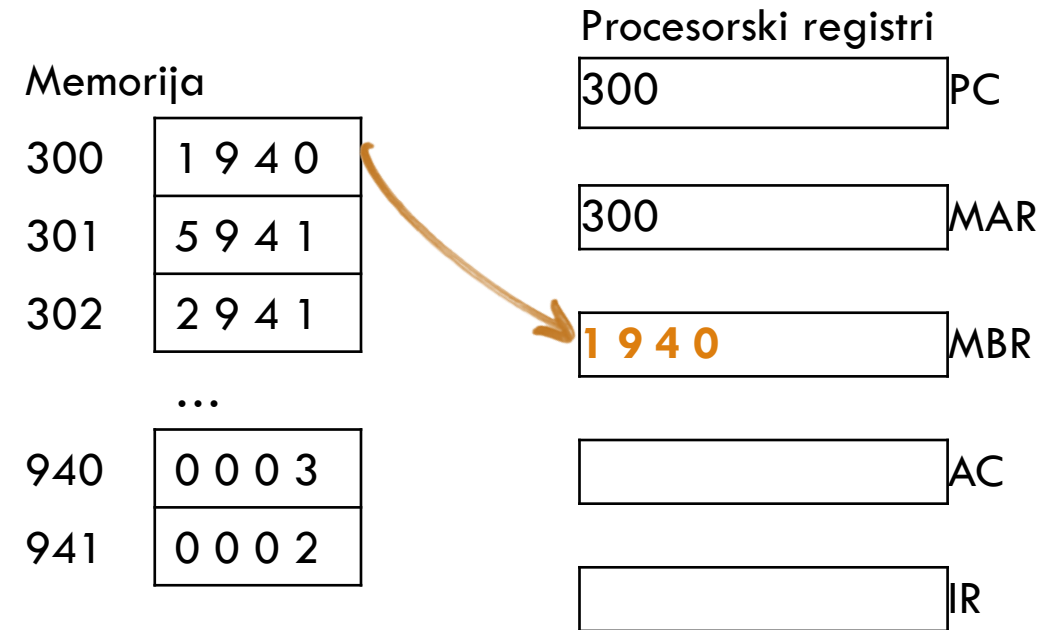 Memorija
300 1 9 4 0
301 5 9 4 1
302 2 9 4 1
...
940 0 0 0 3
941 0 0 0 2
Procesorski registri
300 PC
300 MAR
1 9 4 0 MBR
AC
IR